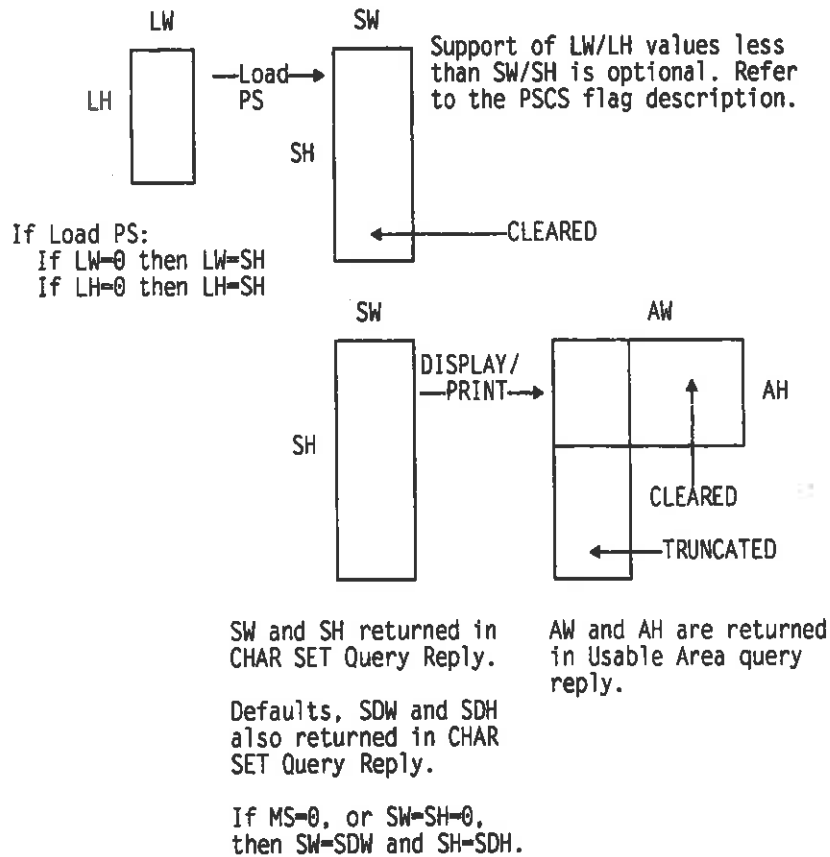 LW
SW
Support of LW/LH values less
than SW/SH is optional. Refer
to the PSCS flag description.
LH
Load
PS
SH
CLEARED
If Load PS:
If LW=0 then LW=SH
If LH=0 then LH=SH
SW
AW
DISPLAY/
PRINT
AH
SH
CLEARED
TRUNCATED
SW and SH returned in
CHAR SET Query Reply.
AW and AH are returned
in Usable Area query
reply.
Defaults, SDW and SDH
also returned in CHAR
SET Query Reply.
If MS=0, or SW=SH=0,
then SW=SDW and SH=SDH.